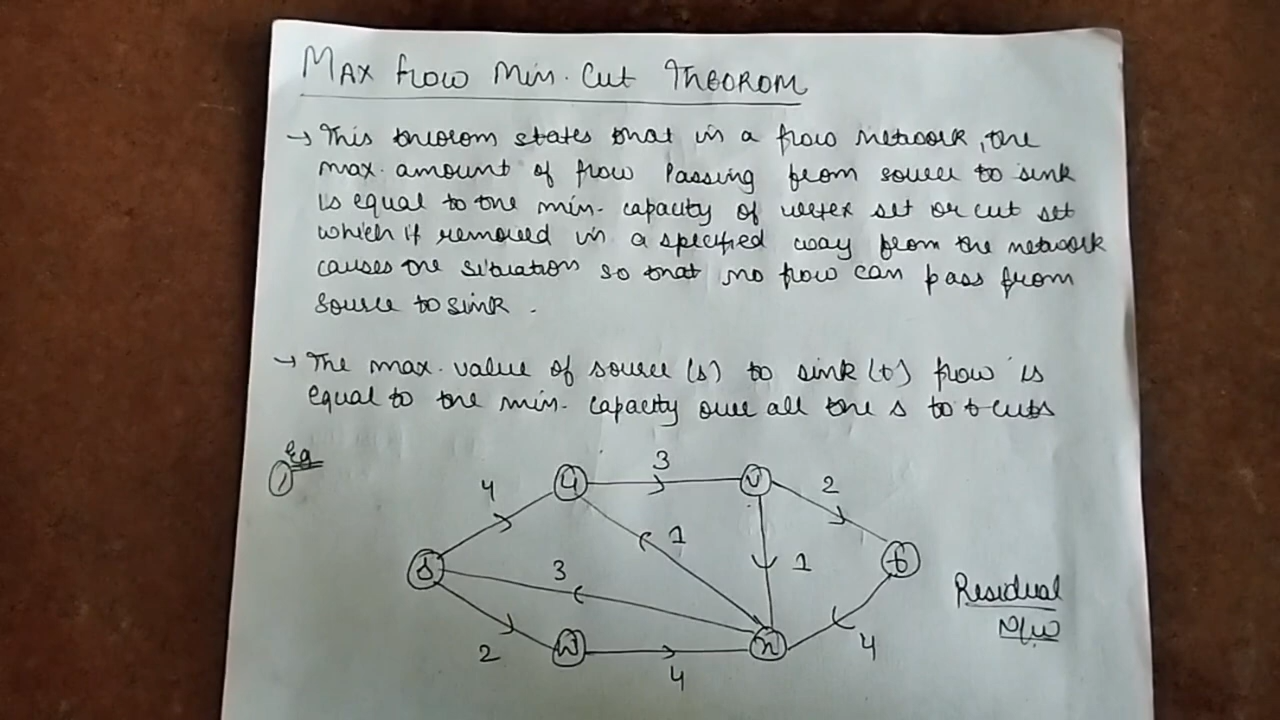 MAX flow Min. Cut THEOROM
→ This theorom states that in a flow network, the
max. amount of flow Passing from source to sink
is equal to the min. capacity of vertex set or cut set
which if removed in a specified way from the network
causes the situation so that no flow can pass from
source to sink.
→ The max. value of source (s) to sink (t) flow is
equal to the min. capacity over all the s to t cuts
Eg
1)
4 u 3 v 2
1 1
s 3 t
2 w 4 x 4
Residual
N/W